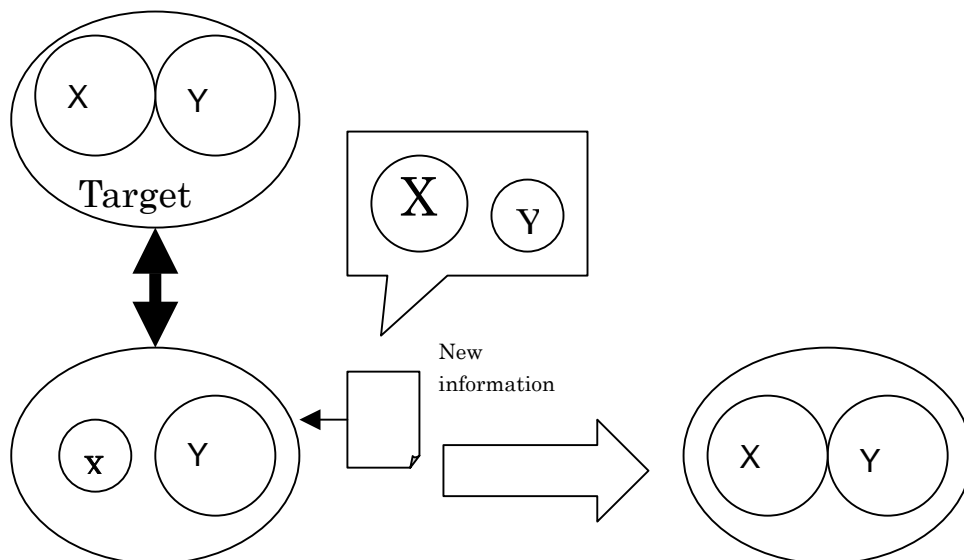 X Y
Target
X Y
New
information
x Y
X Y